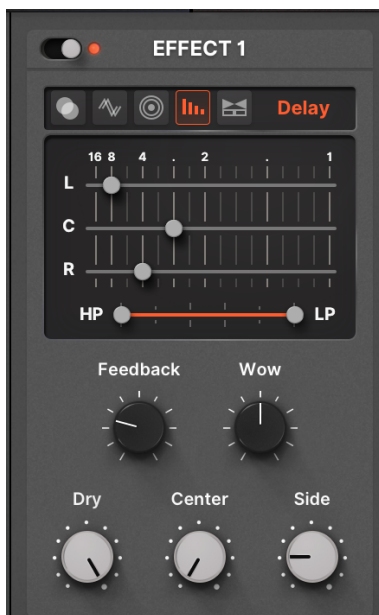 EFFECT 1
Delay
16 8 4 . 2 . 1
L
C
R
HP LP
Feedback Wow
Dry Center Side